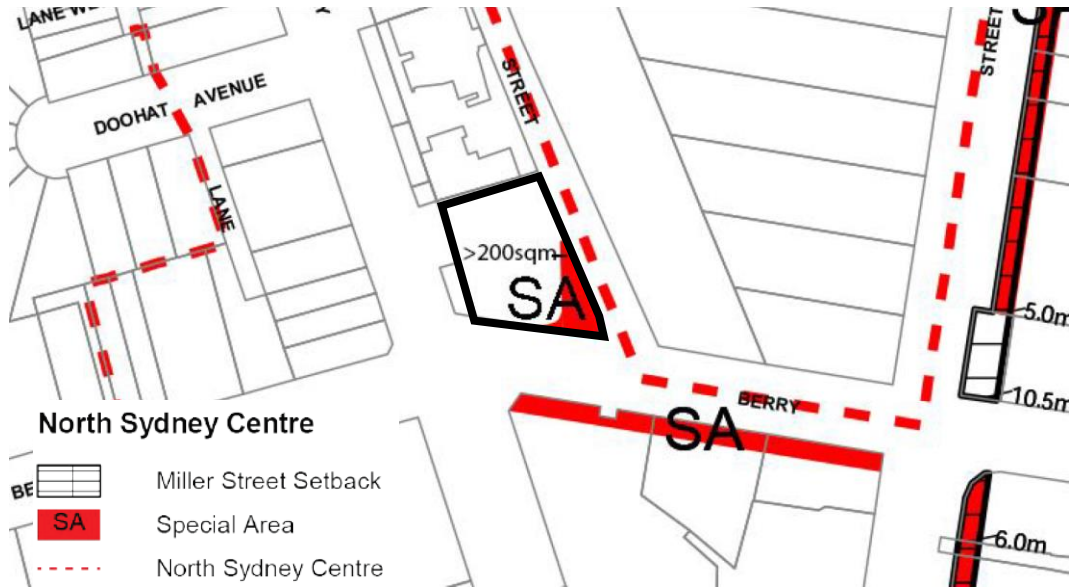 LANE
DOOHAT AVENUE
LANE
STREET
STREET
>200sqm
SA
5.0m
10.5m
BERRY
SA
6.0m
North Sydney Centre
Miller Street Setback
SA
Special Area
North Sydney Centre